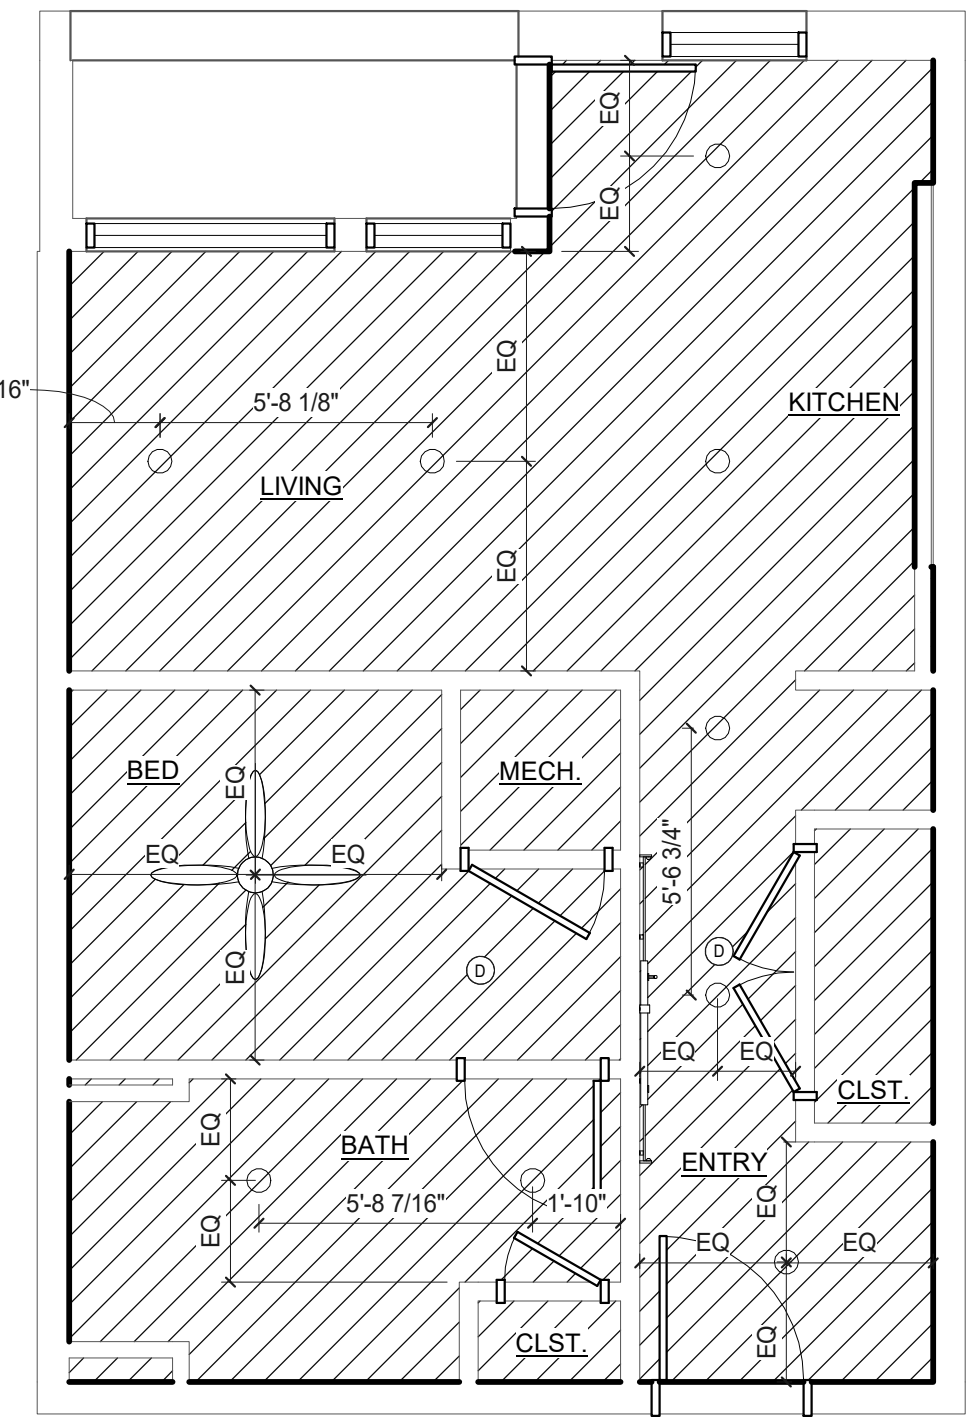 EQ
EQ
EQ
16"
5'-8 1/8"
KITCHEN
LIVING
EQ
BED
MECH.
EQ
EQ
EQ
5'-6 3/4"
EQ
D
D
EQ
EQ
CLST.
EQ
BATH
ENTRY
EQ
5'-8 7/16"
1'-10"
EQ
EQ
EQ
CLST.
EQ